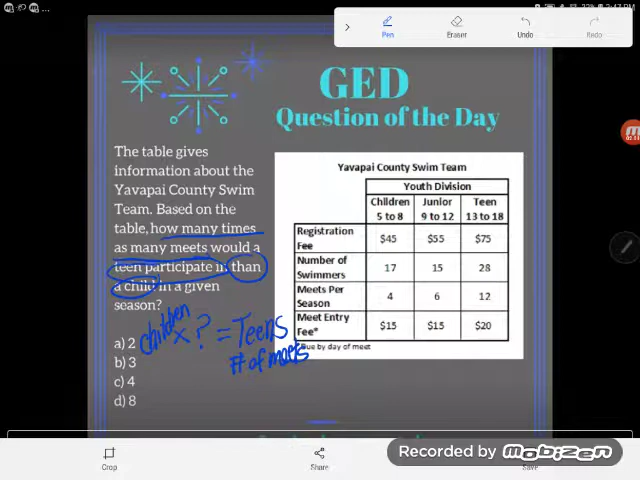 Pen
Eraser
Undo
Redo
GED
Question of the Day
The table gives
information about the
Yavapai County Swim
Team. Based on the
table, how many times
as many meets would a
teen participate in than
a child in a given
season?
a) 2
b) 3
c) 4
d) 8
children x ? = Teens
# of meets
Yavapai County Swim Team
Youth Division
Children 5 to 8 Junior 9 to 12 Teen 13 to 18
Registration Fee $45 $55 $75
Number of Swimmers 17 15 28
Meets Per Season 4 6 12
Meet Entry Fee* $15 $15 $20
Due by day of meet
Crop
Share
Save
Recorded by mobizen